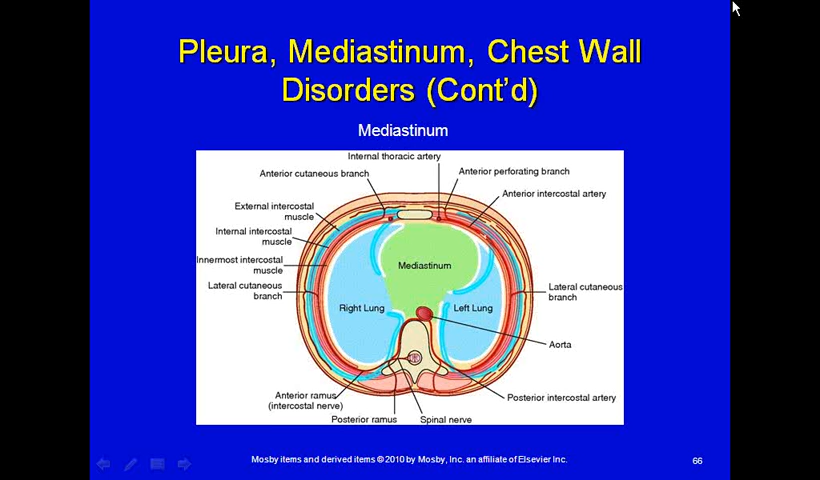 Pleura, Mediastinum, Chest Wall
Disorders (Cont'd)
Mediastinum
Internal thoracic artery
Anterior cutaneous branch
Anterior perforating branch
Anterior intercostal artery
External intercostal
muscle
Internal intercostal
muscle
Innermost intercostal
muscle
Lateral cutaneous
branch
Mediastinum
Right Lung
Left Lung
Lateral cutaneous
branch
Aorta
Anterior ramus
(intercostal nerve)
Posterior intercostal artery
Posterior ramus
Spinal nerve
Mosby items and derived items © 2010 by Mosby, Inc. an affiliate of Elsevier Inc.
66